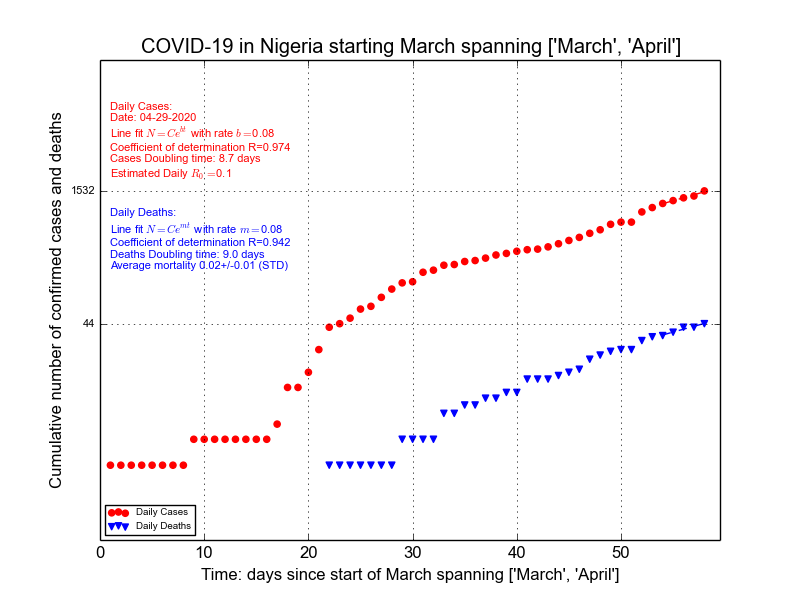 COVID-19 in Nigeria starting March spanning ['March', 'April']
Daily Cases:
Date: 04-29-2020
Line fit N=Ce^{bt} with rate b=0.08
Coefficient of determination R=0.974
Cases Doubling time: 8.7 days
Estimated Daily R_0=0.1
Daily Deaths:
Line fit N=Ce^{mt} with rate m=0.08
Coefficient of determination R=0.942
Deaths Doubling time: 9.0 days
Average mortality 0.02+/-0.01 (STD)
Cumulative number of confirmed cases and deaths
1532
44
Daily Cases
Daily Deaths
0 10 20 30 40 50
Time: days since start of March spanning ['March', 'April']